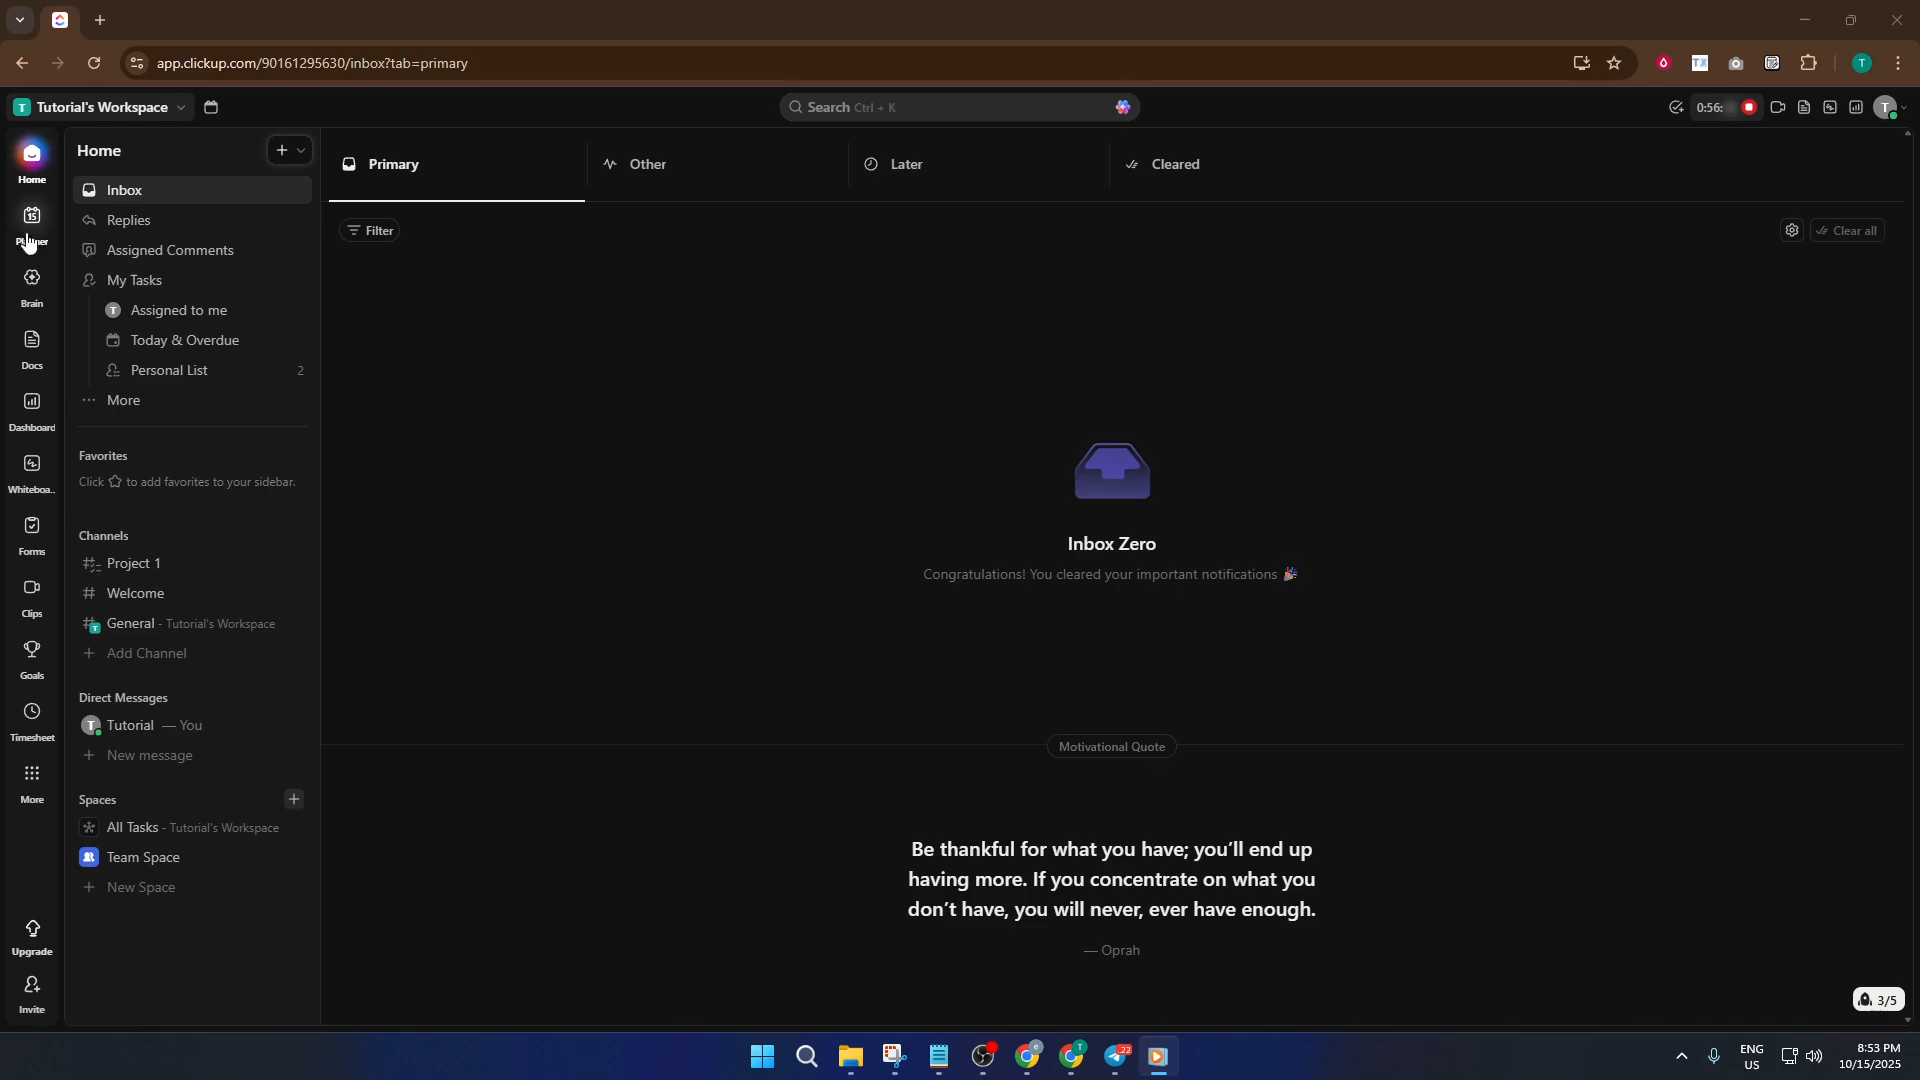 app.clickup.com/90161295630/inbox?tab=primary
T
T Tutorial's Workspace
Search Ctrl + K
0:56:
T
Home
Primary
Other
Later
Cleared
Home
Inbox
15
Replies
Filter
Clear all
Assigned Comments
Brain
My Tasks
T Assigned to me
Today & Overdue
Docs
Personal List 2
More
Dashboard
Favorites
Click to add favorites to your sidebar.
Whiteboa..
Channels
Inbox Zero
Forms
Project 1
Congratulations! You cleared your important notifications 🎉
Welcome
Clips
General - Tutorial's Workspace
Add Channel
Goals
Direct Messages
T Tutorial — You
Timesheet
Motivational Quote
New message
More
Spaces
All Tasks - Tutorial's Workspace
Team Space
New Space
Be thankful for what you have; you'll end up
having more. If you concentrate on what you
don't have, you will never, ever have enough.
— Oprah
Upgrade
Invite
3/5
e
T
22
ENG
US
8:53 PM
10/15/2025